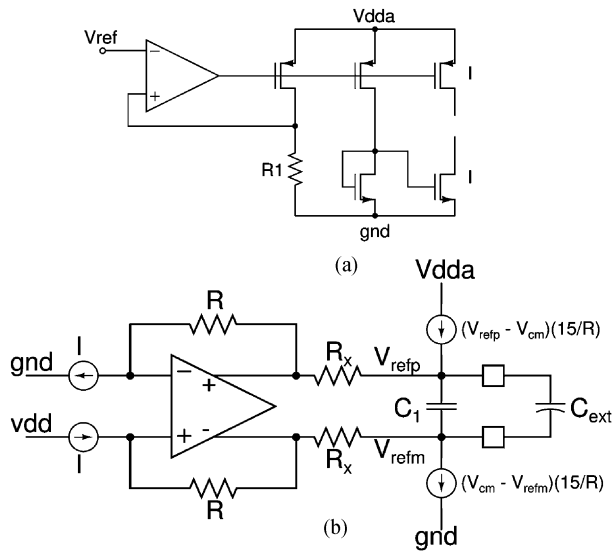 Vdda
Vref
−
+
I
R1
I
gnd
(a)
R
Vdda
(Vrefp - Vcm)(15/R)
gnd
I
−
+
Rx
Vrefp
C1
Cext
vdd
I
+
-
Rx
Vrefm
R
(Vcm - Vrefm)(15/R)
gnd
(b)